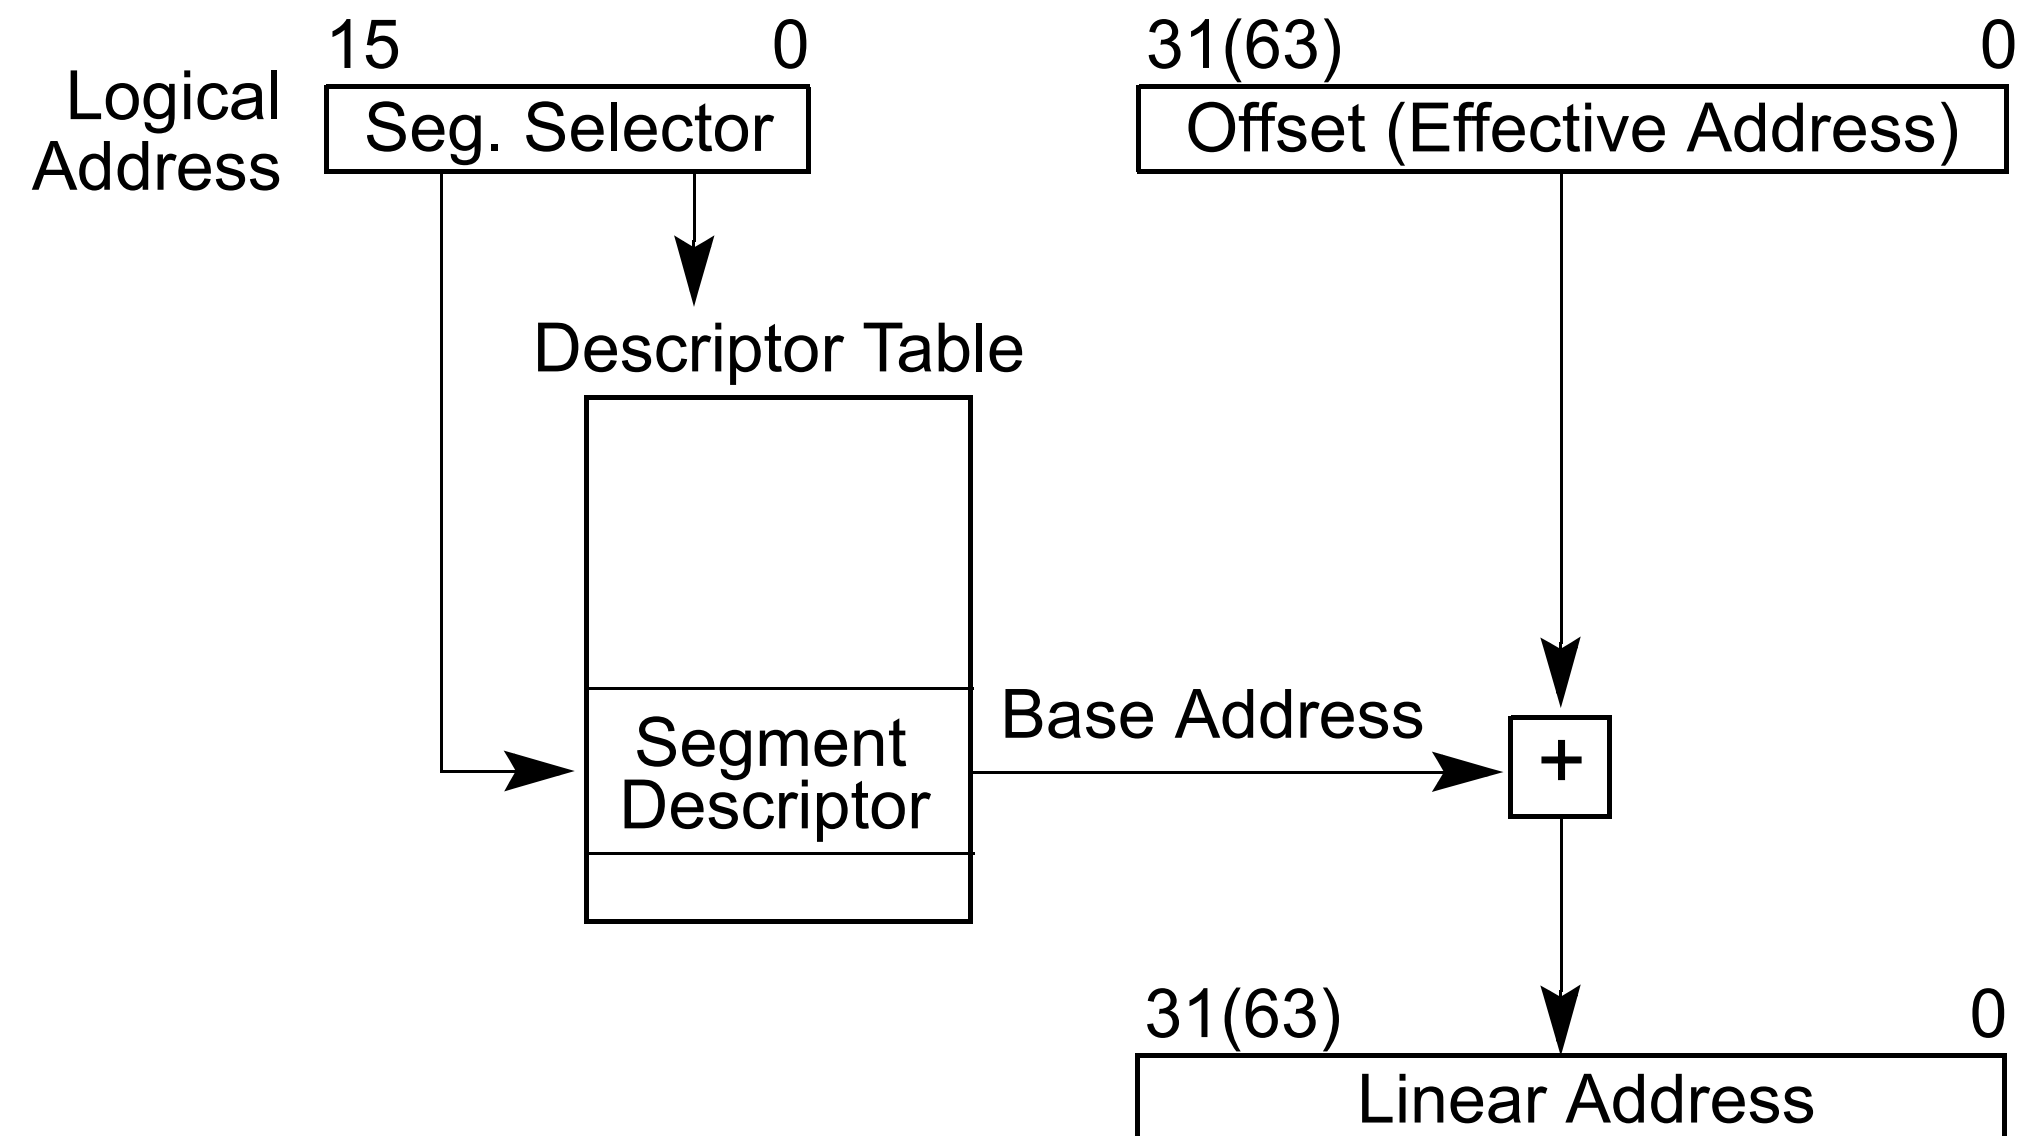 15 0 31(63) 0
Logical
Address
Seg. Selector
Offset (Effective Address)
Descriptor Table
Segment
Descriptor
Base Address
+
31(63) 0
Linear Address